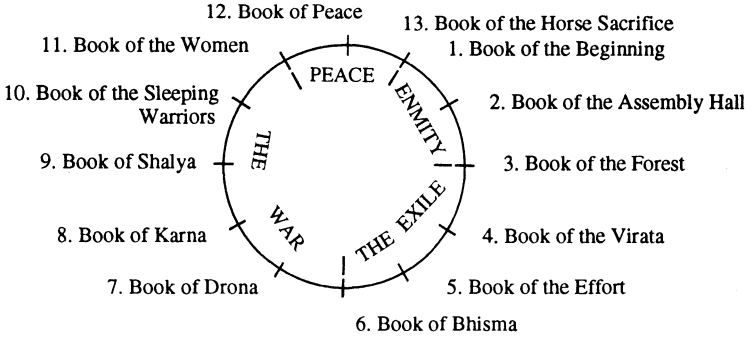 12. Book of Peace
13. Book of the Horse Sacrifice
11. Book of the Women
1. Book of the Beginning
PEACE
10. Book of the Sleeping
Warriors
ENMITY
2. Book of the Assembly Hall
THE
9. Book of Shalya
3. Book of the Forest
THE EXILE
WAR
8. Book of Karna
4. Book of the Virata
7. Book of Drona
5. Book of the Effort
6. Book of Bhisma